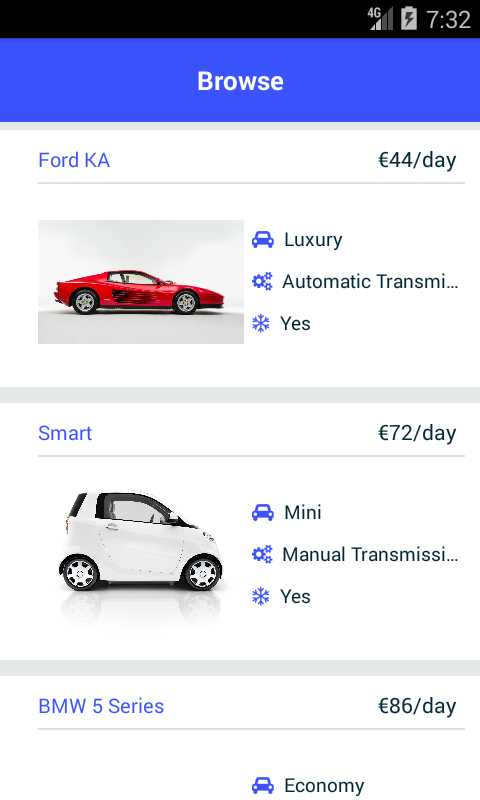 4G 7:32
Browse
Ford KA €44/day
Luxury
Automatic Transmi...
Yes
Smart €72/day
Mini
Manual Transmissi...
Yes
BMW 5 Series €86/day
Economy